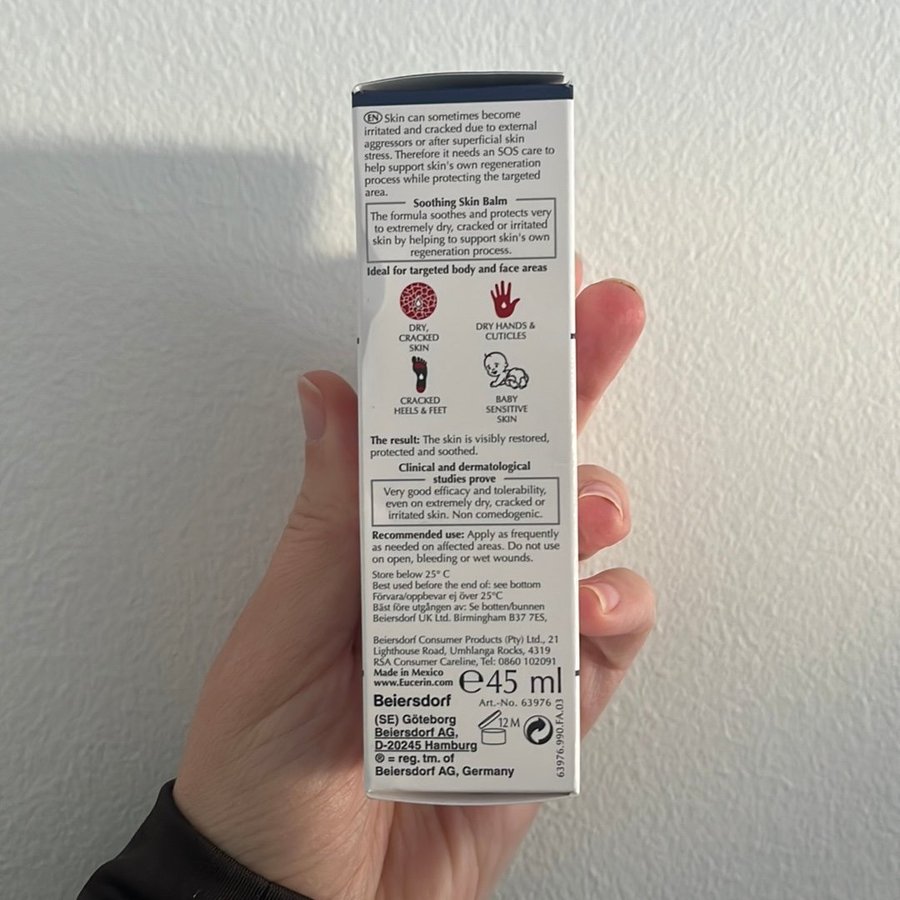 EN Skin can sometimes become
irritated and cracked due to external
aggressors or after superficial skin
stress. Therefore it needs an SOS care to
help support skin's own regeneration
process while protecting the targeted
area.
Soothing Skin Balm
The formula soothes and protects very
to extremely dry, cracked or irritated
skin by helping to support skin's own
regeneration process.
Ideal for targeted body and face areas
DRY,
CRACKED
SKIN
DRY HANDS &
CUTICLES
CRACKED
HEELS & FEET
BABY
SENSITIVE
SKIN
The result: The skin is visibly restored,
protected and soothed.
Clinical and dermatological
studies prove
Very good efficacy and tolerability,
even on extremely dry, cracked or
irritated skin. Non comedogenic.
Recommended use: Apply as frequently
as needed on affected areas. Do not use
on open, bleeding or wet wounds.
Store below 25° C
Best used before the end of: see bottom
Förvara/oppbevar ej över 25°C
Bäst före utgången av: Se botten/bunnen
Beiersdorf UK Ltd. Birmingham B37 7ES,
Beiersdorf Consumer Products (Pty) Ltd., 21
Lighthouse Road, Umhlanga Rocks, 4319
RSA Consumer Careline, Tel: 0860 102091
Made in Mexico
www.Eucerin.com
℮45 ml
Beiersdorf
Art.-No. 63976
(SE) Göteborg
Beiersdorf AG,
D-20245 Hamburg
® = reg. tm. of
Beiersdorf AG, Germany
12 M
63976.990.FA.03